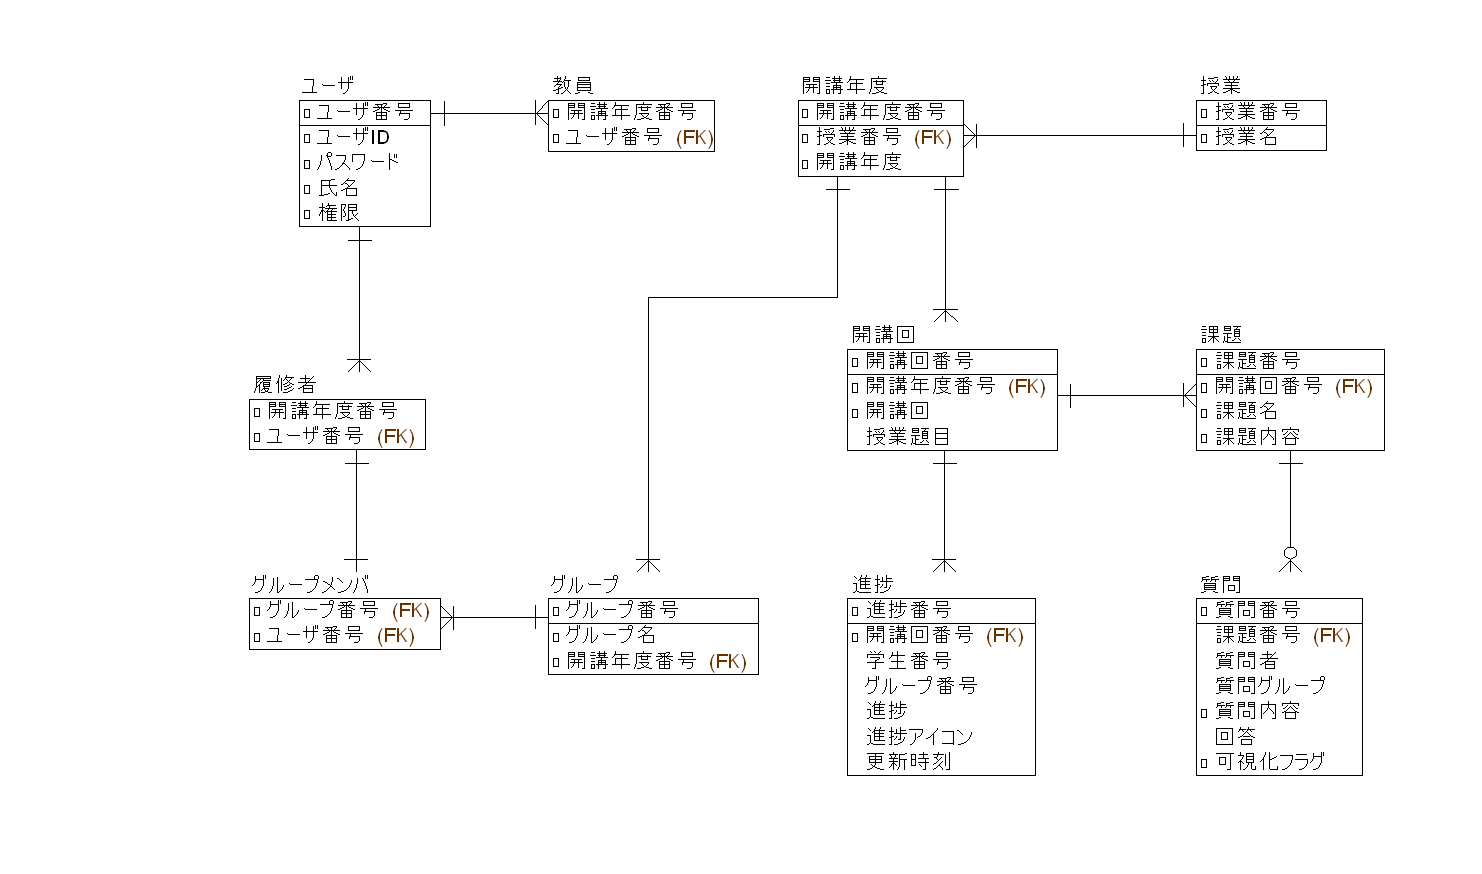 ユーザ
ユーザ番号
ユーザID
パスワード
氏名
権限
教員
開講年度番号
ユーザ番号 (FK)
開講年度
開講年度番号
授業番号 (FK)
開講年度
授業
授業番号
授業名
履修者
開講年度番号
ユーザ番号 (FK)
開講回
開講回番号
開講年度番号 (FK)
開講回
授業題目
課題
課題番号
開講回番号 (FK)
課題名
課題内容
グループメンバ
グループ番号 (FK)
ユーザ番号 (FK)
グループ
グループ番号
グループ名
開講年度番号 (FK)
進捗
進捗番号
開講回番号 (FK)
学生番号
グループ番号
進捗
進捗アイコン
更新時刻
質問
質問番号
課題番号 (FK)
質問者
質問グループ
質問内容
回答
可視化フラグ